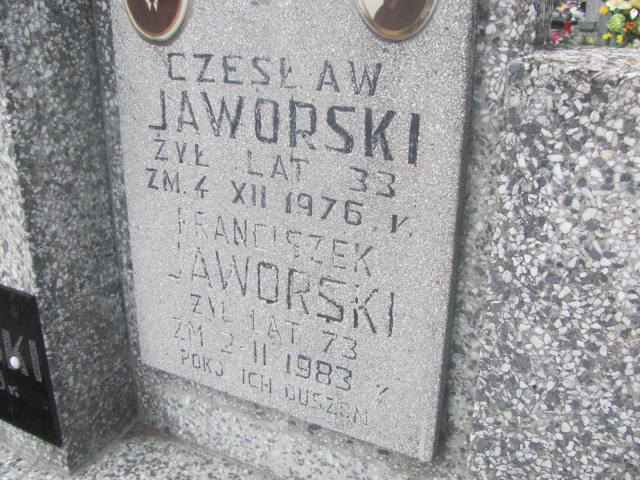 CZESŁAW
JAWORSKI
ŻYŁ LAT 33
ZM. 4 XII 1976 r.
FRANCISZEK
JAWORSKI
ŻYŁ LAT 73
ZM 2-II 1983 r
POKÓJ ICH DUSZOM
SKI